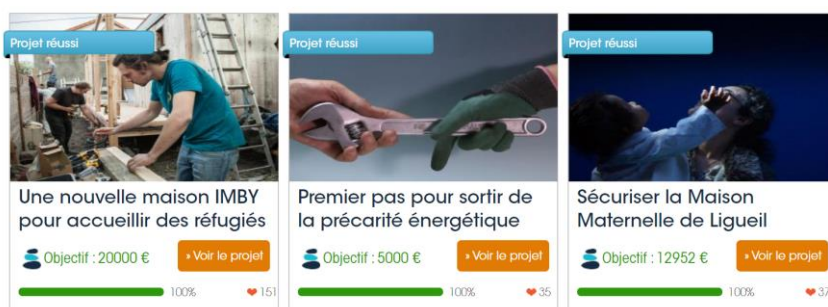 Projet réussi
Une nouvelle maison IMBY
pour accueillir des réfugiés
Objectif : 20000 €
» Voir le projet
100%
151
Projet réussi
Premier pas pour sortir de
la précarité énergétique
Objectif : 5000 €
» Voir le projet
100%
35
Projet réussi
Sécuriser la Maison
Maternelle de Ligueil
Objectif : 12952 €
» Voir le projet
100%
37